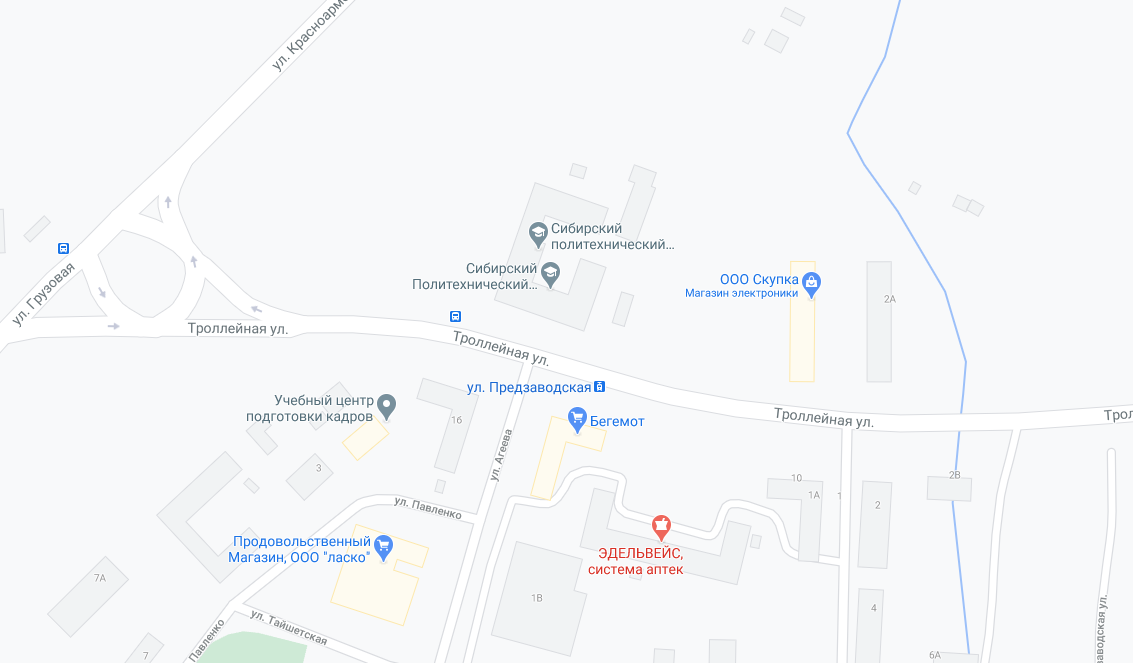 ул. Красноарм
Сибирский
политехнический...
Сибирский
Политехнический...
ул. Грузовая
ООО Скупка
Магазин электроники
2А
Троллейная ул.
Троллейная ул.
ул. Предзаводская
Учебный центр
подготовки кадров
16
Бегемот
Троллейная ул.
Трол
ул. Агеева
3
10
1А
1
2
2В
ул. Павленко
Продовольственный
Магазин, ООО "ласко"
ЭДЕЛЬВЕЙС,
система аптек
7А
1В
4
ул. Тайшетская
Павленко
7
6А
заводская ул.